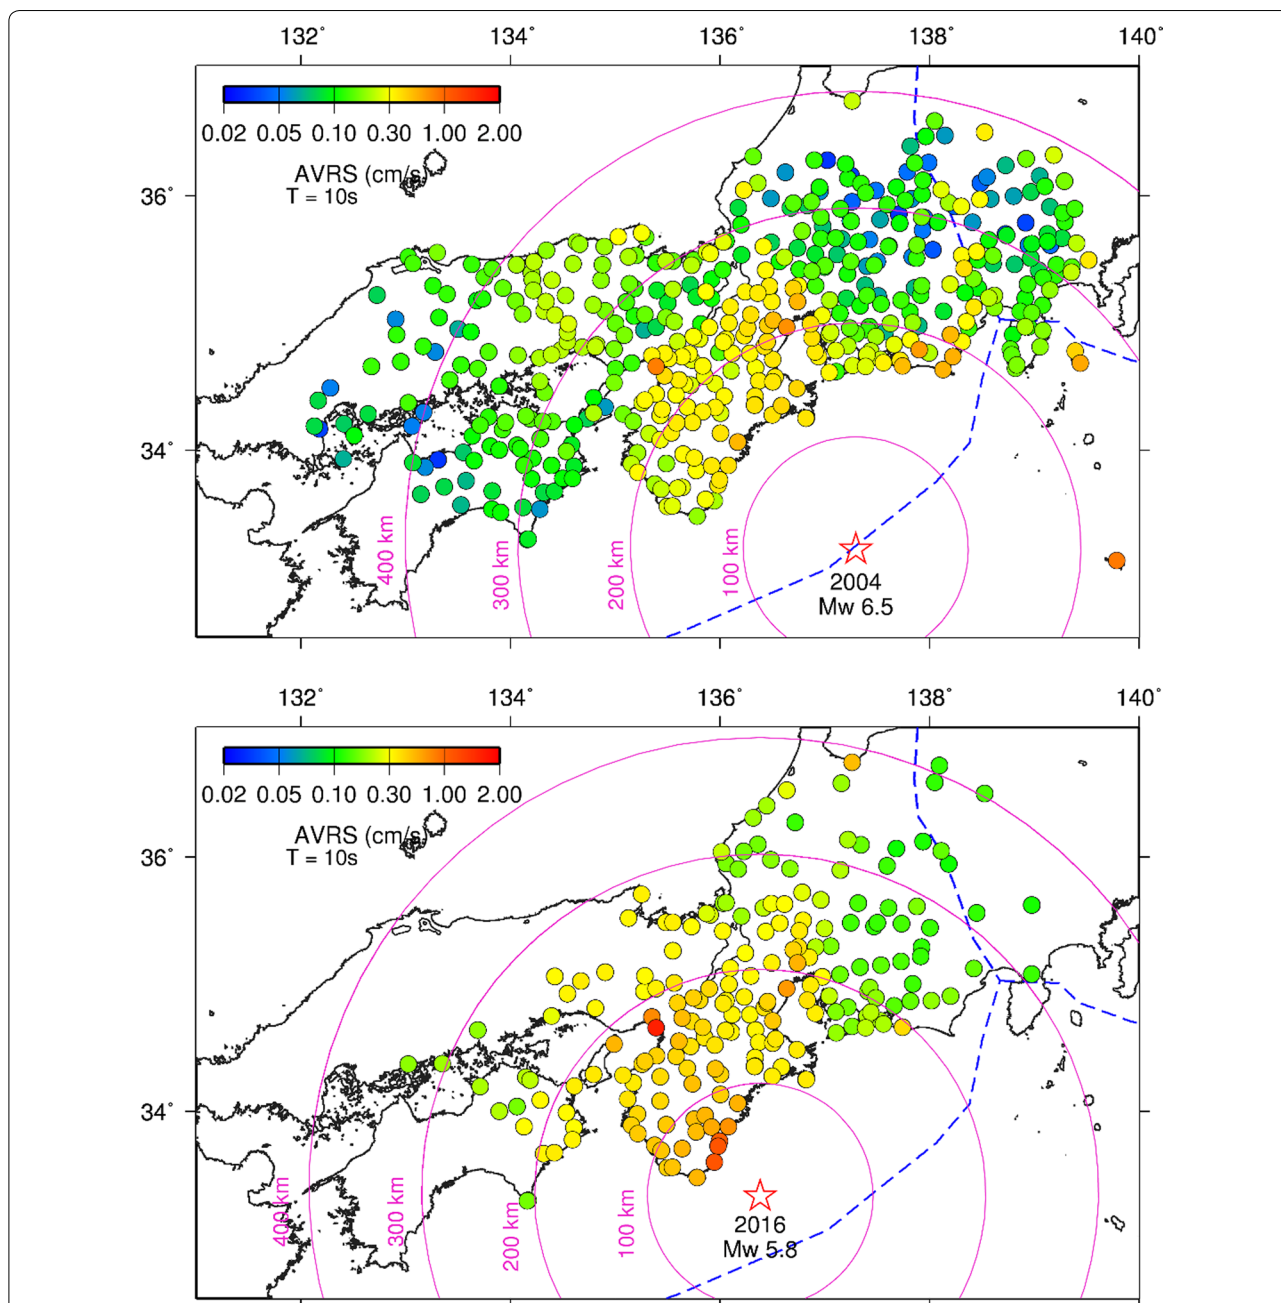 132° 134° 136° 138° 140°
0.02 0.05 0.10 0.30 1.00 2.00
AVRS (cm/s)
T = 10s
36°
34°
400 km
300 km
200 km
100 km
2004
Mw 6.5
132° 134° 136° 138° 140°
0.02 0.05 0.10 0.30 1.00 2.00
AVRS (cm/s)
T = 10s
36°
34°
400 km
300 km
200 km
100 km
2016
Mw 5.8